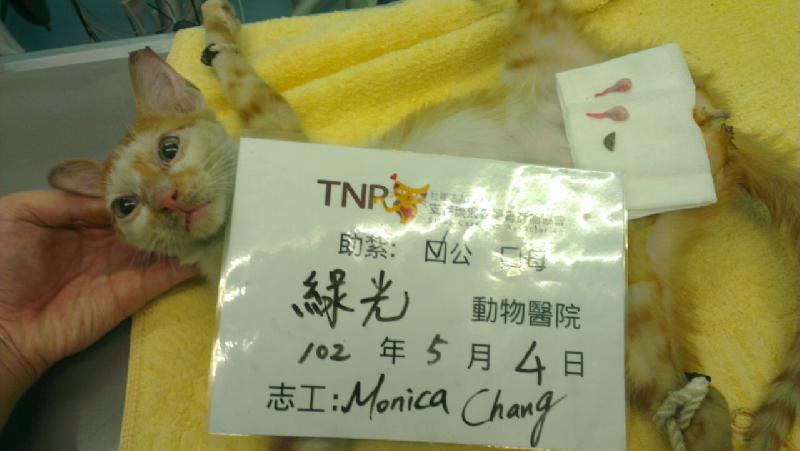 TNR
助紮: ☑公 □母
綠光 動物醫院
102 年 5 月 4 日
志工:Monica Chang